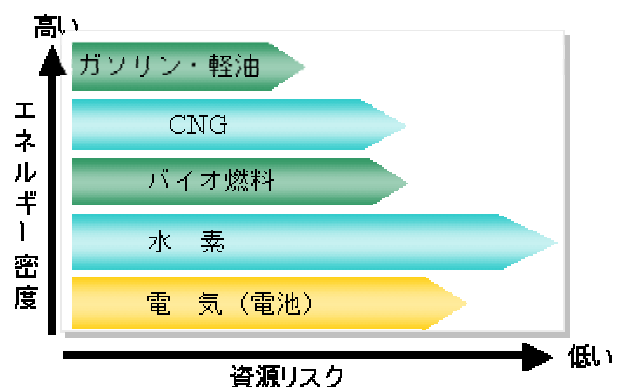 高い
ガソリン・軽油
CNG
バイオ燃料
水 素
電 気（電池）
エネルギー密度
低い
資源リスク